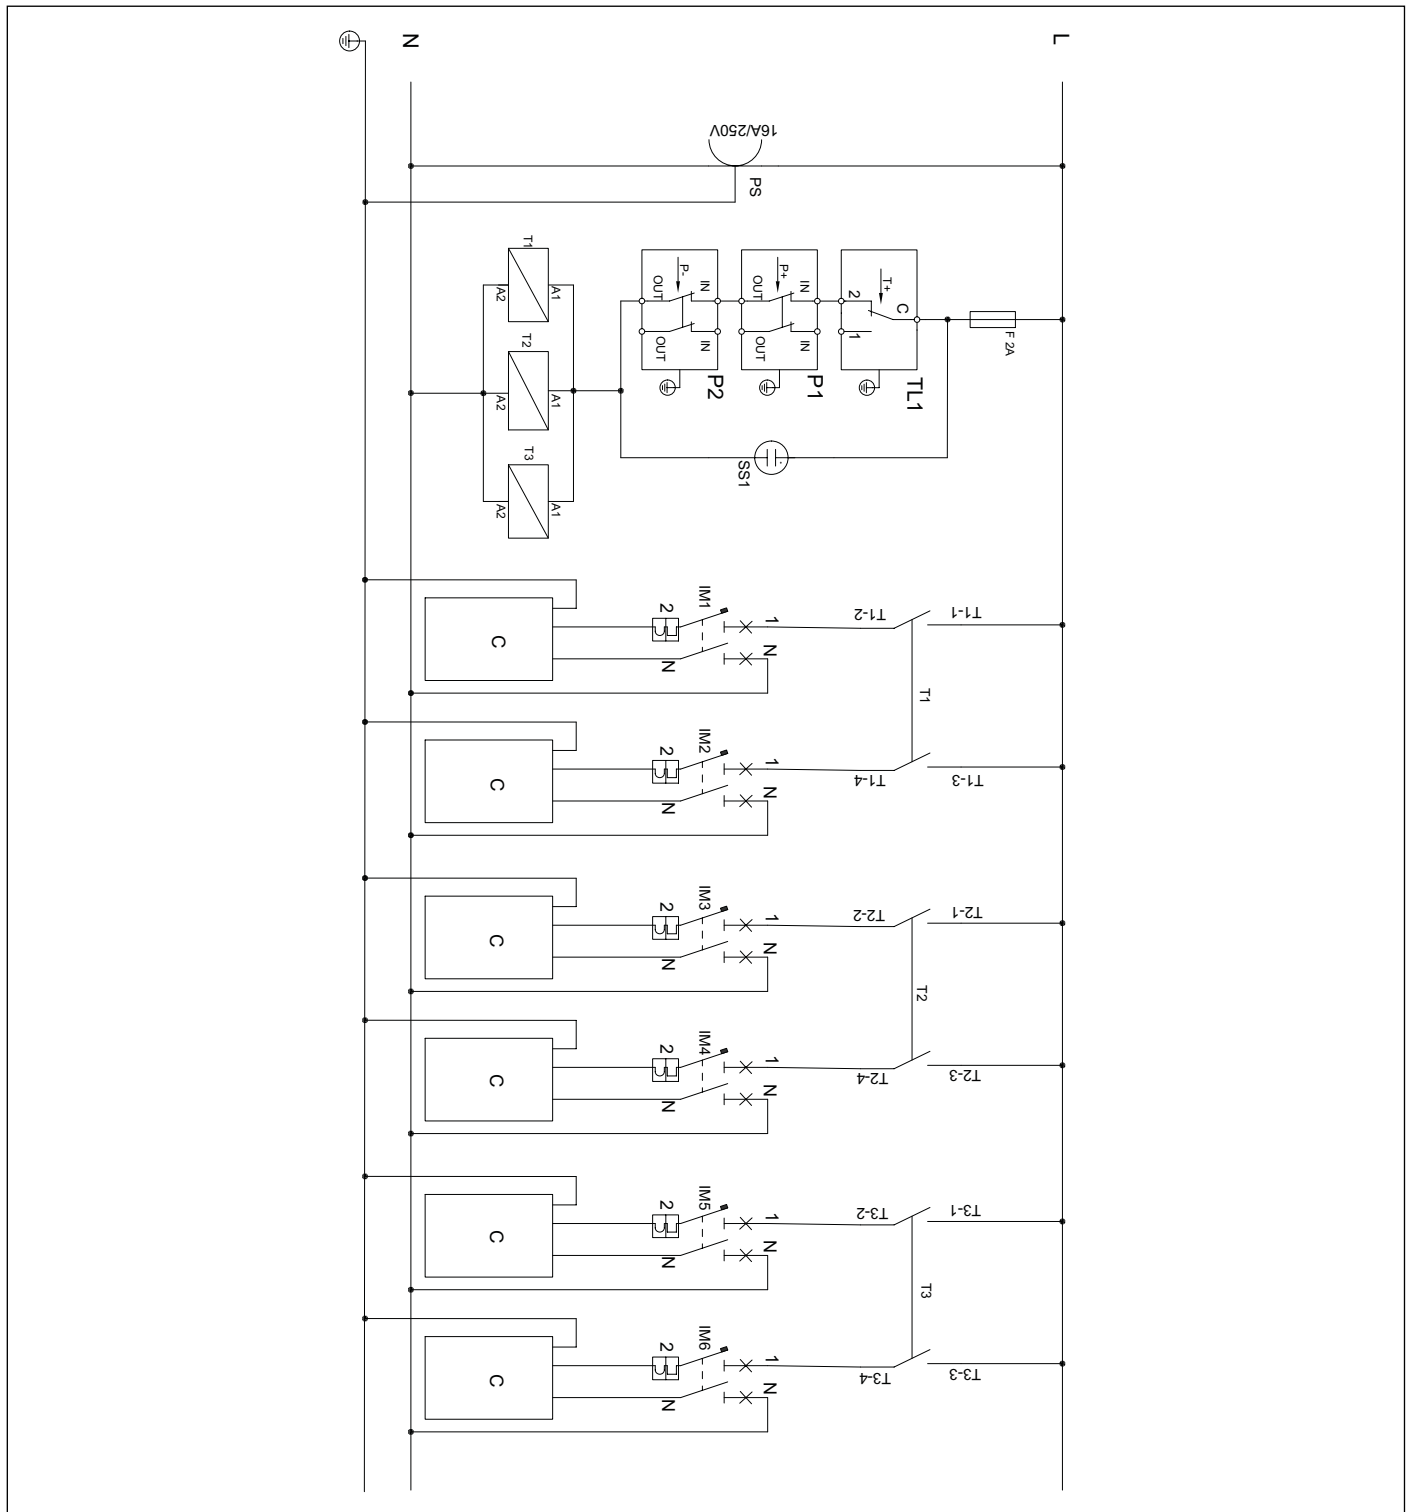 N
L
16A/250V
PS
T1
A2
A1
T2
A2
A1
T3
A2
A1
P-
IN
OUT
IN
OUT
P2
P+
IN
OUT
IN
OUT
P1
T+
2
C
1
TL1
F 2A
SS1
C
2
IM1
N
1
N
T1-2
T1-1
T1
C
2
IM2
N
1
N
T1-4
T1-3
C
2
IM3
N
1
N
T2-2
T2-1
T2
C
2
IM4
N
1
N
T2-4
T2-3
C
2
IM5
N
1
N
T3-2
T3-1
T3
C
2
IM6
N
1
N
T3-4
T3-3